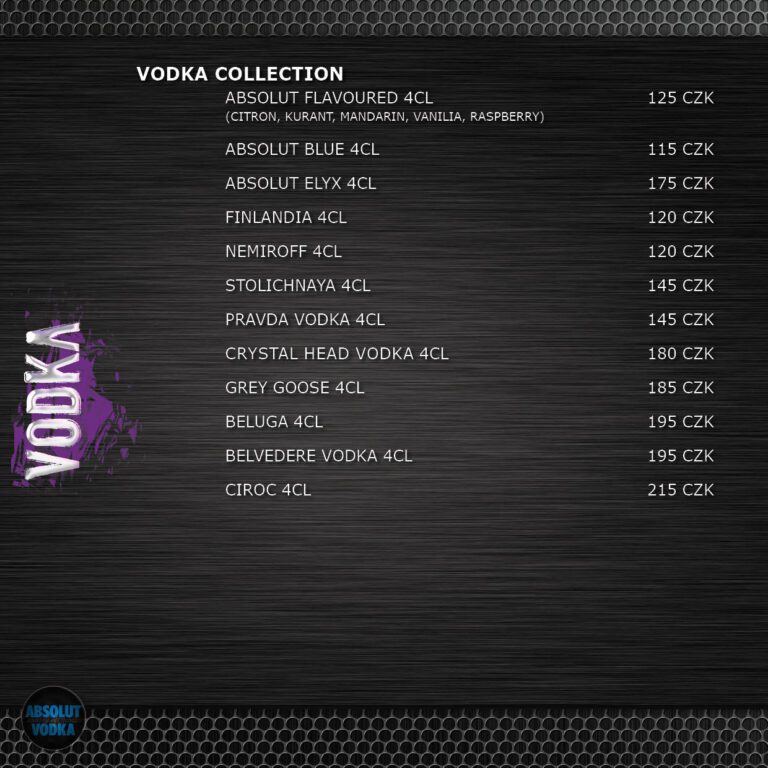 VODKA COLLECTION
ABSOLUT FLAVOURED 4CL 125 CZK
(CITRON, KURANT, MANDARIN, VANILIA, RASPBERRY)
ABSOLUT BLUE 4CL 115 CZK
ABSOLUT ELYX 4CL 175 CZK
FINLANDIA 4CL 120 CZK
NEMIROFF 4CL 120 CZK
STOLICHNAYA 4CL 145 CZK
PRAVDA VODKA 4CL 145 CZK
CRYSTAL HEAD VODKA 4CL 180 CZK
GREY GOOSE 4CL 185 CZK
BELUGA 4CL 195 CZK
BELVEDERE VODKA 4CL 195 CZK
CIROC 4CL 215 CZK
VODKA
ABSOLUT
VODKA